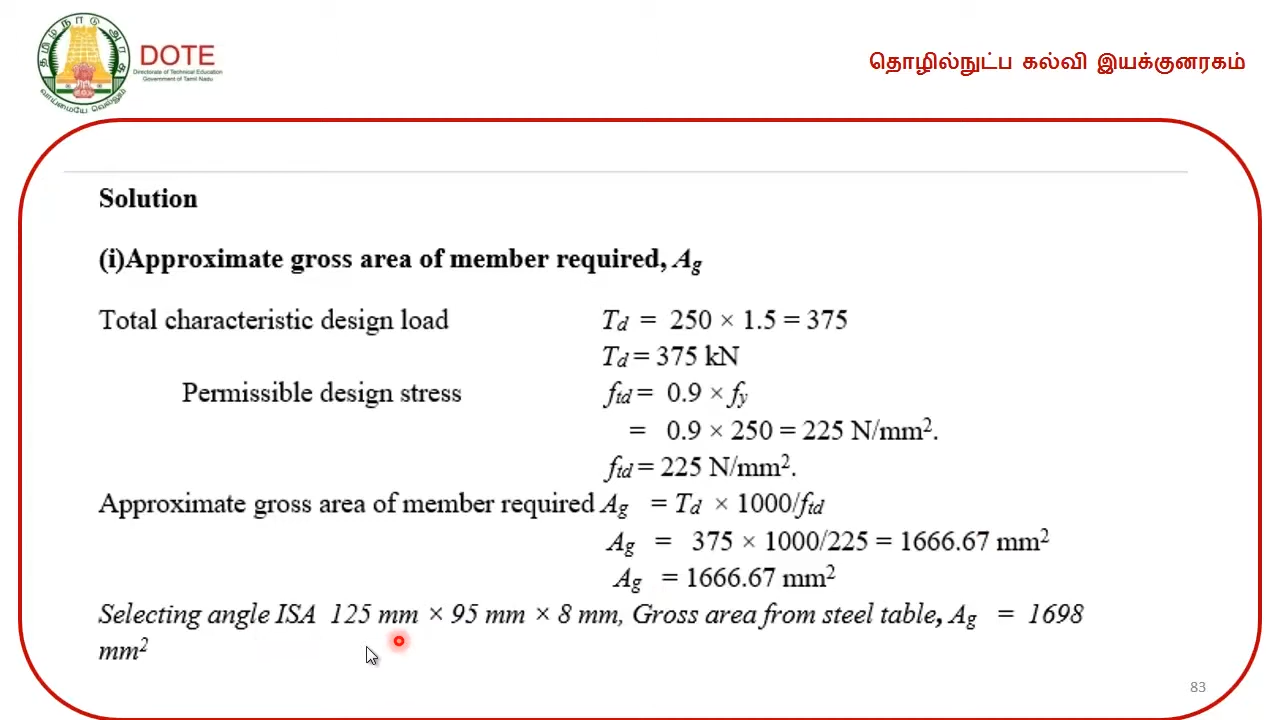 தமிழ்நாடு அரசு
வாய்மையே வெல்லும்
DOTE
Directorate of Technical Education
Government of Tamil Nadu
தொழில்நுட்ப கல்வி இயக்குனரகம்
Solution
(i)Approximate gross area of member required, Ag
Total characteristic design load Td = 250 × 1.5 = 375
Td = 375 kN
Permissible design stress ftd = 0.9 × fy
= 0.9 × 250 = 225 N/mm².
ftd = 225 N/mm².
Approximate gross area of member required Ag = Td × 1000/ftd
Ag = 375 × 1000/225 = 1666.67 mm²
Ag = 1666.67 mm²
Selecting angle ISA 125 mm × 95 mm × 8 mm, Gross area from steel table, Ag = 1698
mm²
83